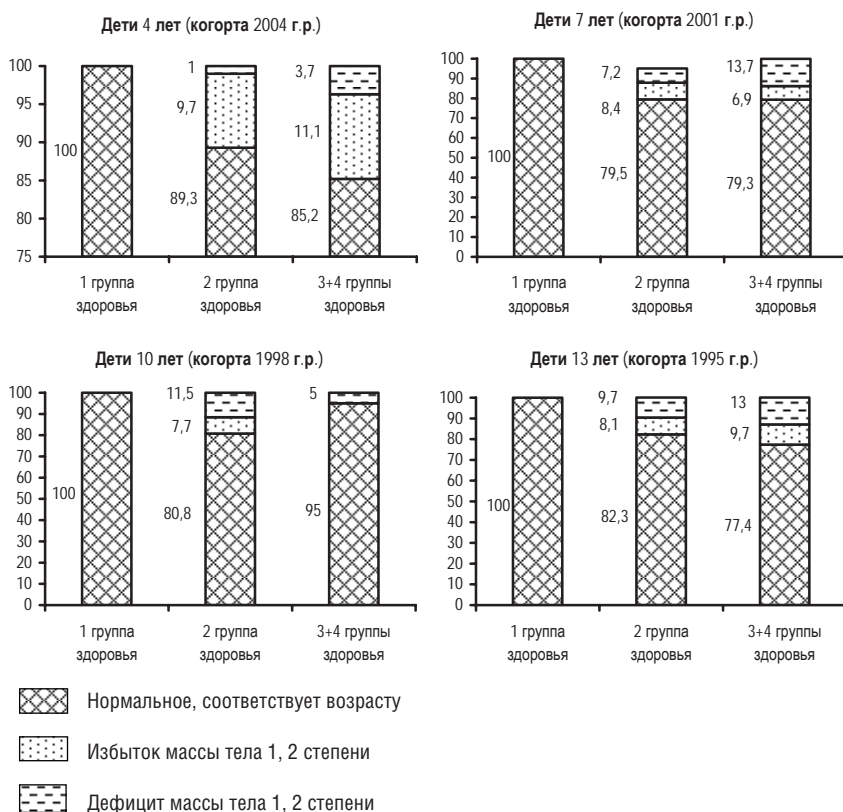 Дети 4 лет (когорта 2004 г.р.)
100
95
90
85
80
75
100
1
9,7
89,3
3,7
11,1
85,2
1 группа
здоровья
2 группа
здоровья
3+4 группы
здоровья
Дети 7 лет (когорта 2001 г.р.)
100
90
80
70
60
50
40
30
20
10
0
100
7,2
8,4
79,5
13,7
6,9
79,3
1 группа
здоровья
2 группа
здоровья
3+4 группы
здоровья
Дети 10 лет (когорта 1998 г.р.)
100
90
80
70
60
50
40
30
20
10
0
100
11,5
7,7
80,8
5
95
1 группа
здоровья
2 группа
здоровья
3+4 группы
здоровья
Дети 13 лет (когорта 1995 г.р.)
100
90
80
70
60
50
40
30
20
10
0
100
9,7
8,1
82,3
13
9,7
77,4
1 группа
здоровья
2 группа
здоровья
3+4 группы
здоровья
Нормальное, соответствует возрасту
Избыток массы тела 1, 2 степени
Дефицит массы тела 1, 2 степени